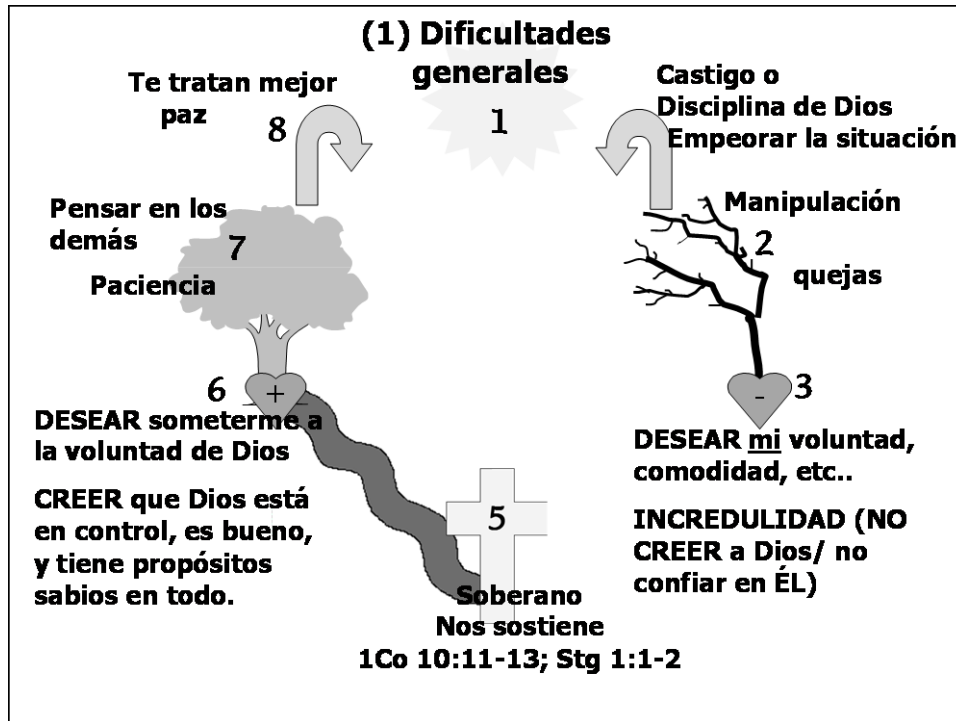 (1) Dificultades
generales
1
Te tratan mejor
paz
8
Castigo o
Disciplina de Dios
Empeorar la situación
Pensar en los
demás
7
Paciencia
Manipulación
2
quejas
6
+
DESEAR someterme a
la voluntad de Dios
CREER que Dios está
en control, es bueno,
y tiene propósitos
sabios en todo.
3
-
DESEAR mi voluntad,
comodidad, etc..
INCREDULIDAD (NO
CREER a Dios/ no
confiar en ÉL)
5
Soberano
Nos sostiene
1Co 10:11-13; Stg 1:1-2